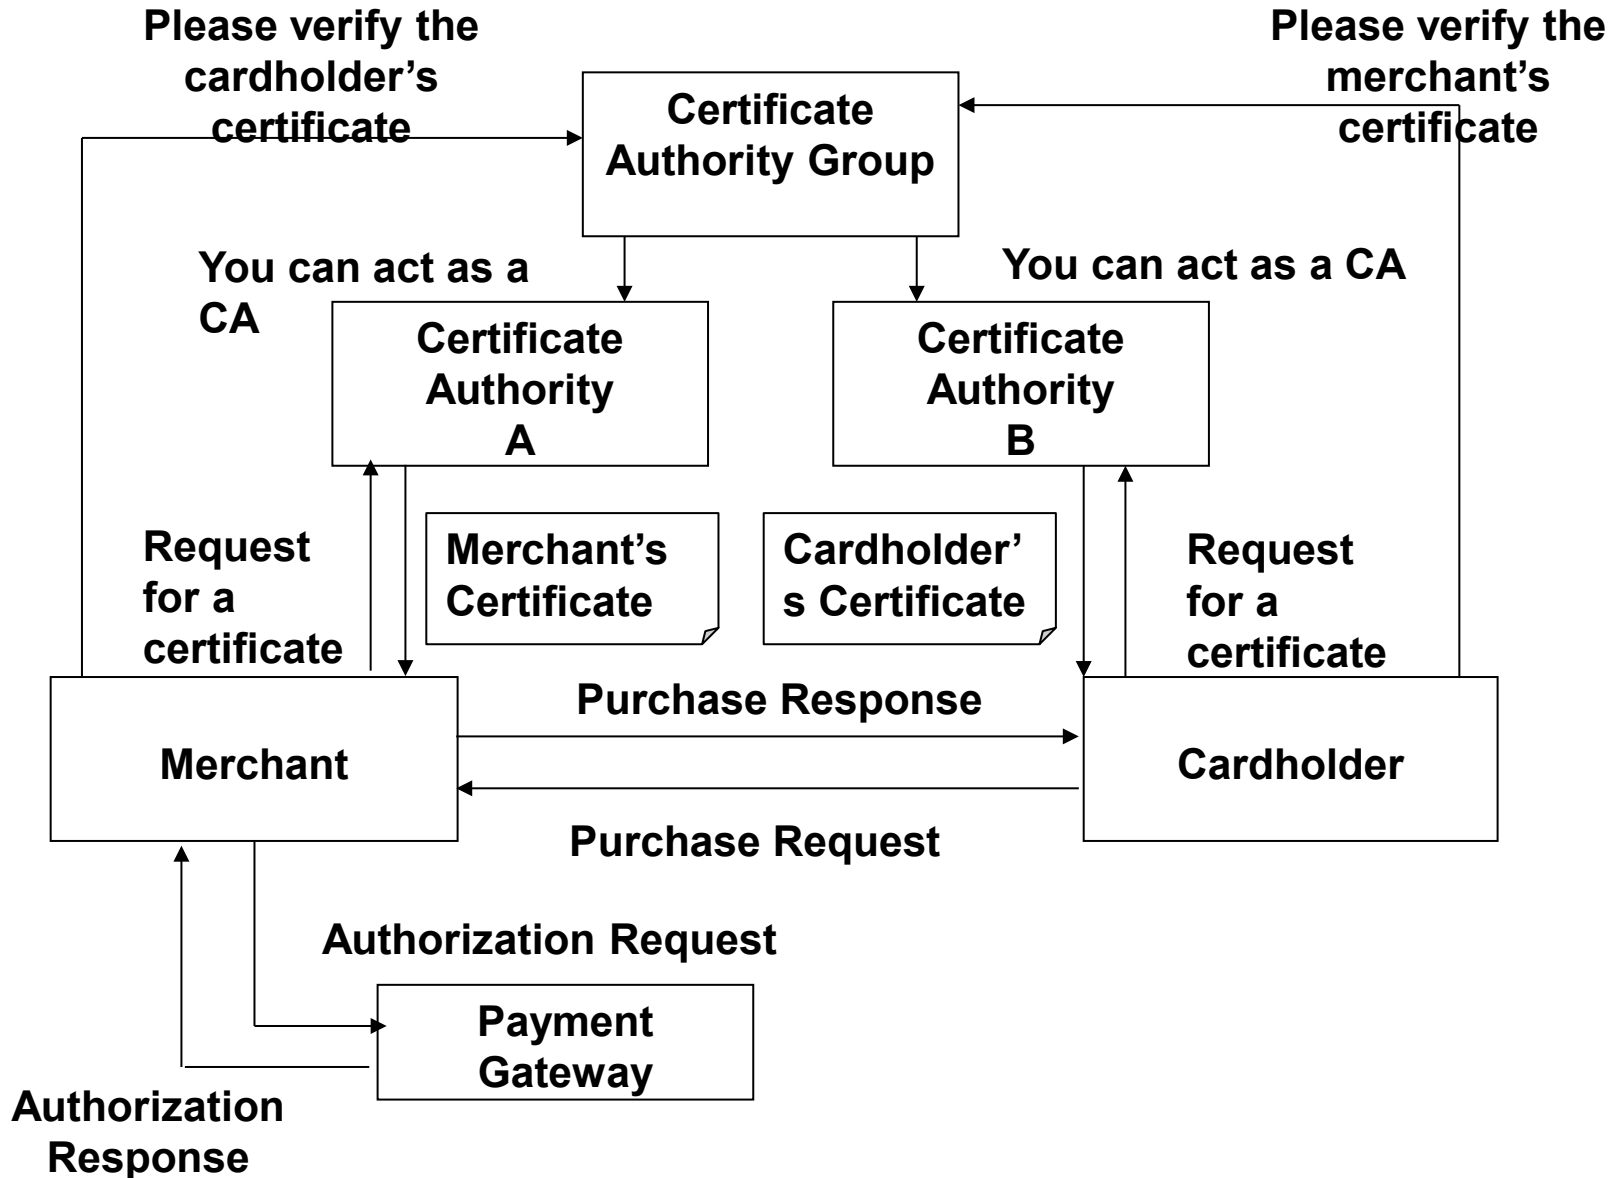 Please verify the
cardholder’s
certificate
Please verify the
merchant’s
certificate
Certificate
Authority Group
You can act as a
CA
You can act as a CA
Certificate
Authority
A
Certificate
Authority
B
Request
for a
certificate
Merchant’s
Certificate
Cardholder’
s Certificate
Request
for a
certificate
Purchase Response
Merchant
Cardholder
Purchase Request
Authorization Request
Payment
Gateway
Authorization
Response